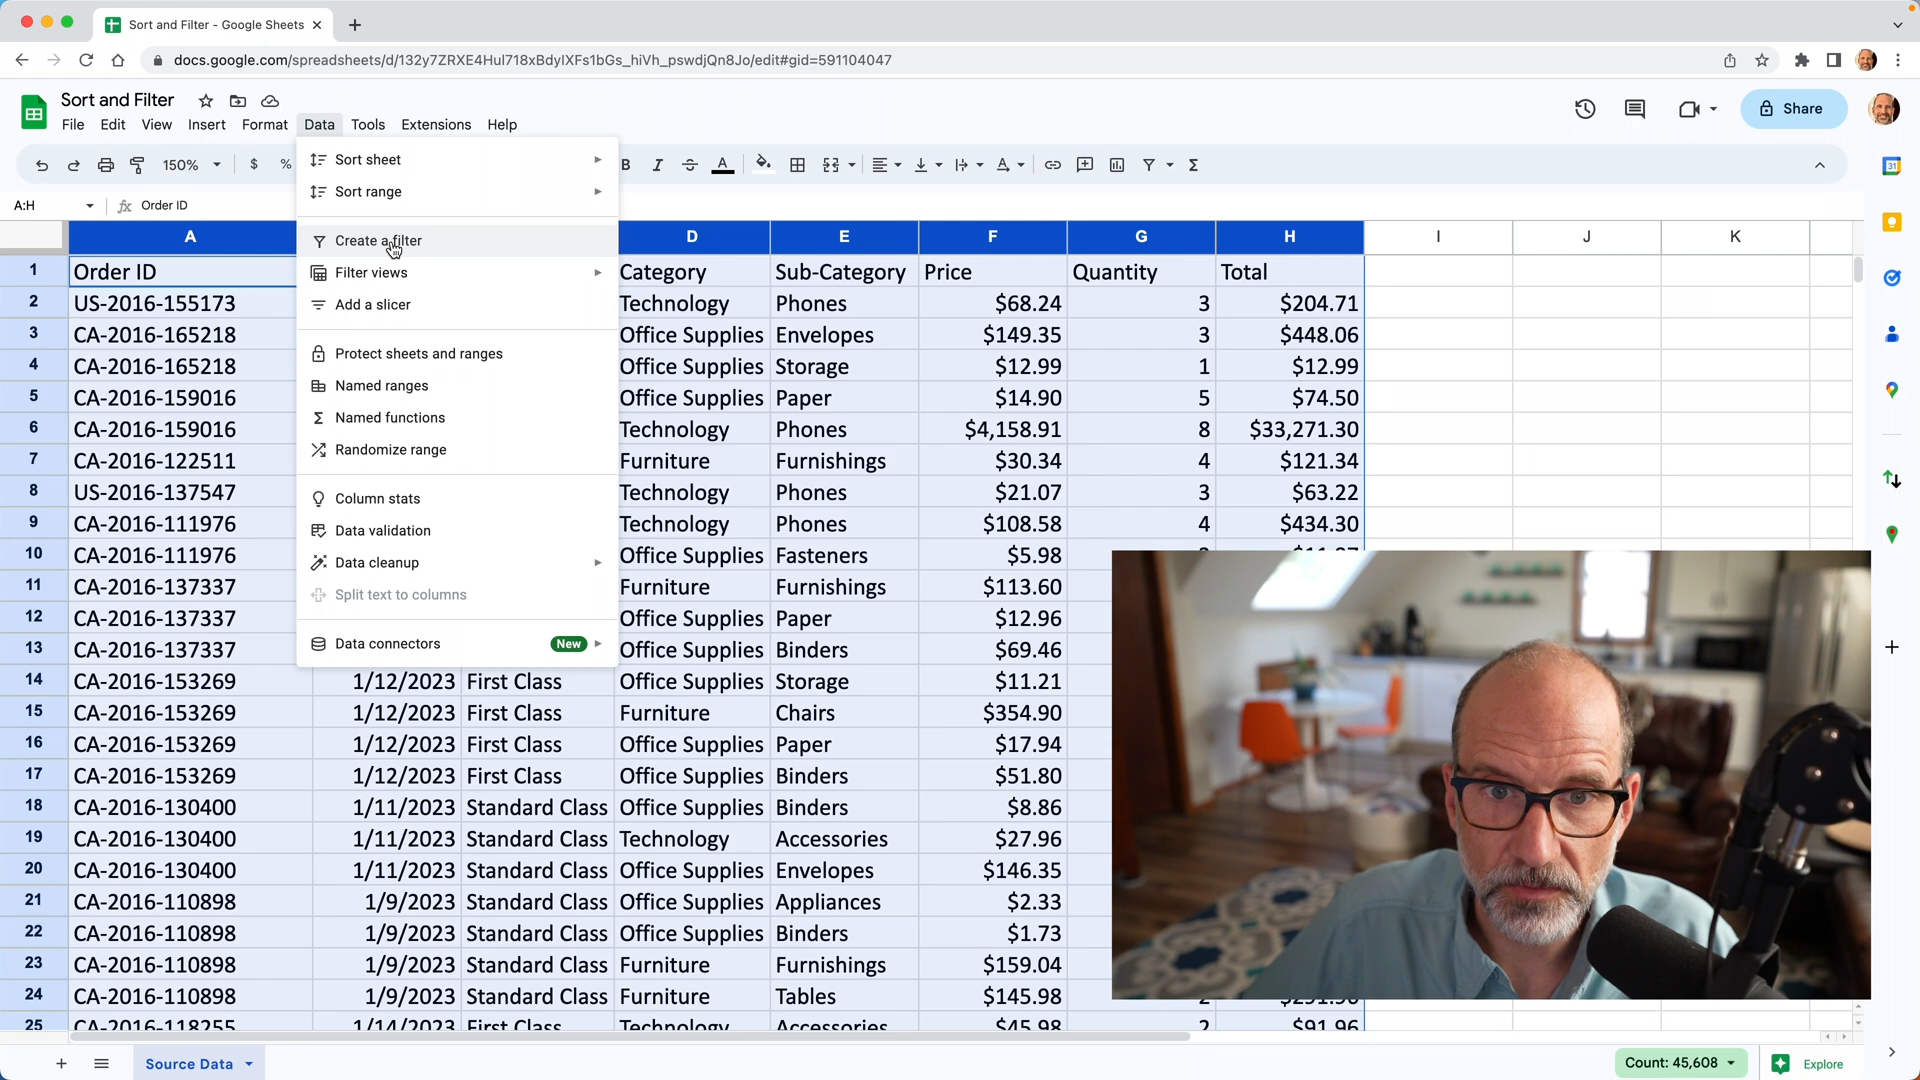 Sort and Filter - Google Sheets
docs.google.com/spreadsheets/d/132y7ZRXE4Hul718xBdyIXFs1bGs_hiVh_pswdjQn8Jo/edit#gid=591104047
Sort and Filter
File Edit View Insert Format Data Tools Extensions Help
Share
150% $ %
A:H Order ID
Sort sheet
Sort range
Create a filter
Filter views
Add a slicer
Protect sheets and ranges
Named ranges
Named functions
Randomize range
Column stats
Data validation
Data cleanup
Split text to columns
Data connectors New
A D E F G H I J K
1 Order ID Category Sub-Category Price Quantity Total
2 US-2016-155173 Technology Phones $68.24 3 $204.71
3 CA-2016-165218 Office Supplies Envelopes $149.35 3 $448.06
4 CA-2016-165218 Office Supplies Storage $12.99 1 $12.99
5 CA-2016-159016 Office Supplies Paper $14.90 5 $74.50
6 CA-2016-159016 Technology Phones $4,158.91 8 $33,271.30
7 CA-2016-122511 Furniture Furnishings $30.34 4 $121.34
8 US-2016-137547 Technology Phones $21.07 3 $63.22
9 CA-2016-111976 Technology Phones $108.58 4 $434.30
10 CA-2016-111976 Office Supplies Fasteners $5.98
11 CA-2016-137337 Furniture Furnishings $113.60
12 CA-2016-137337 Office Supplies Paper $12.96
13 CA-2016-137337 Office Supplies Binders $69.46
14 CA-2016-153269 1/12/2023 First Class Office Supplies Storage $11.21
15 CA-2016-153269 1/12/2023 First Class Furniture Chairs $354.90
16 CA-2016-153269 1/12/2023 First Class Office Supplies Paper $17.94
17 CA-2016-153269 1/12/2023 First Class Office Supplies Binders $51.80
18 CA-2016-130400 1/11/2023 Standard Class Office Supplies Binders $8.86
19 CA-2016-130400 1/11/2023 Standard Class Technology Accessories $27.96
20 CA-2016-130400 1/11/2023 Standard Class Office Supplies Envelopes $146.35
21 CA-2016-110898 1/9/2023 Standard Class Office Supplies Appliances $2.33
22 CA-2016-110898 1/9/2023 Standard Class Office Supplies Binders $1.73
23 CA-2016-110898 1/9/2023 Standard Class Furniture Furnishings $159.04
24 CA-2016-110898 1/9/2023 Standard Class Furniture Tables $145.98
25 CA-2016-118255 1/14/2023 First Class Technology Accessories $45.98 2 $91.96
Source Data
Count: 45,608
Explore